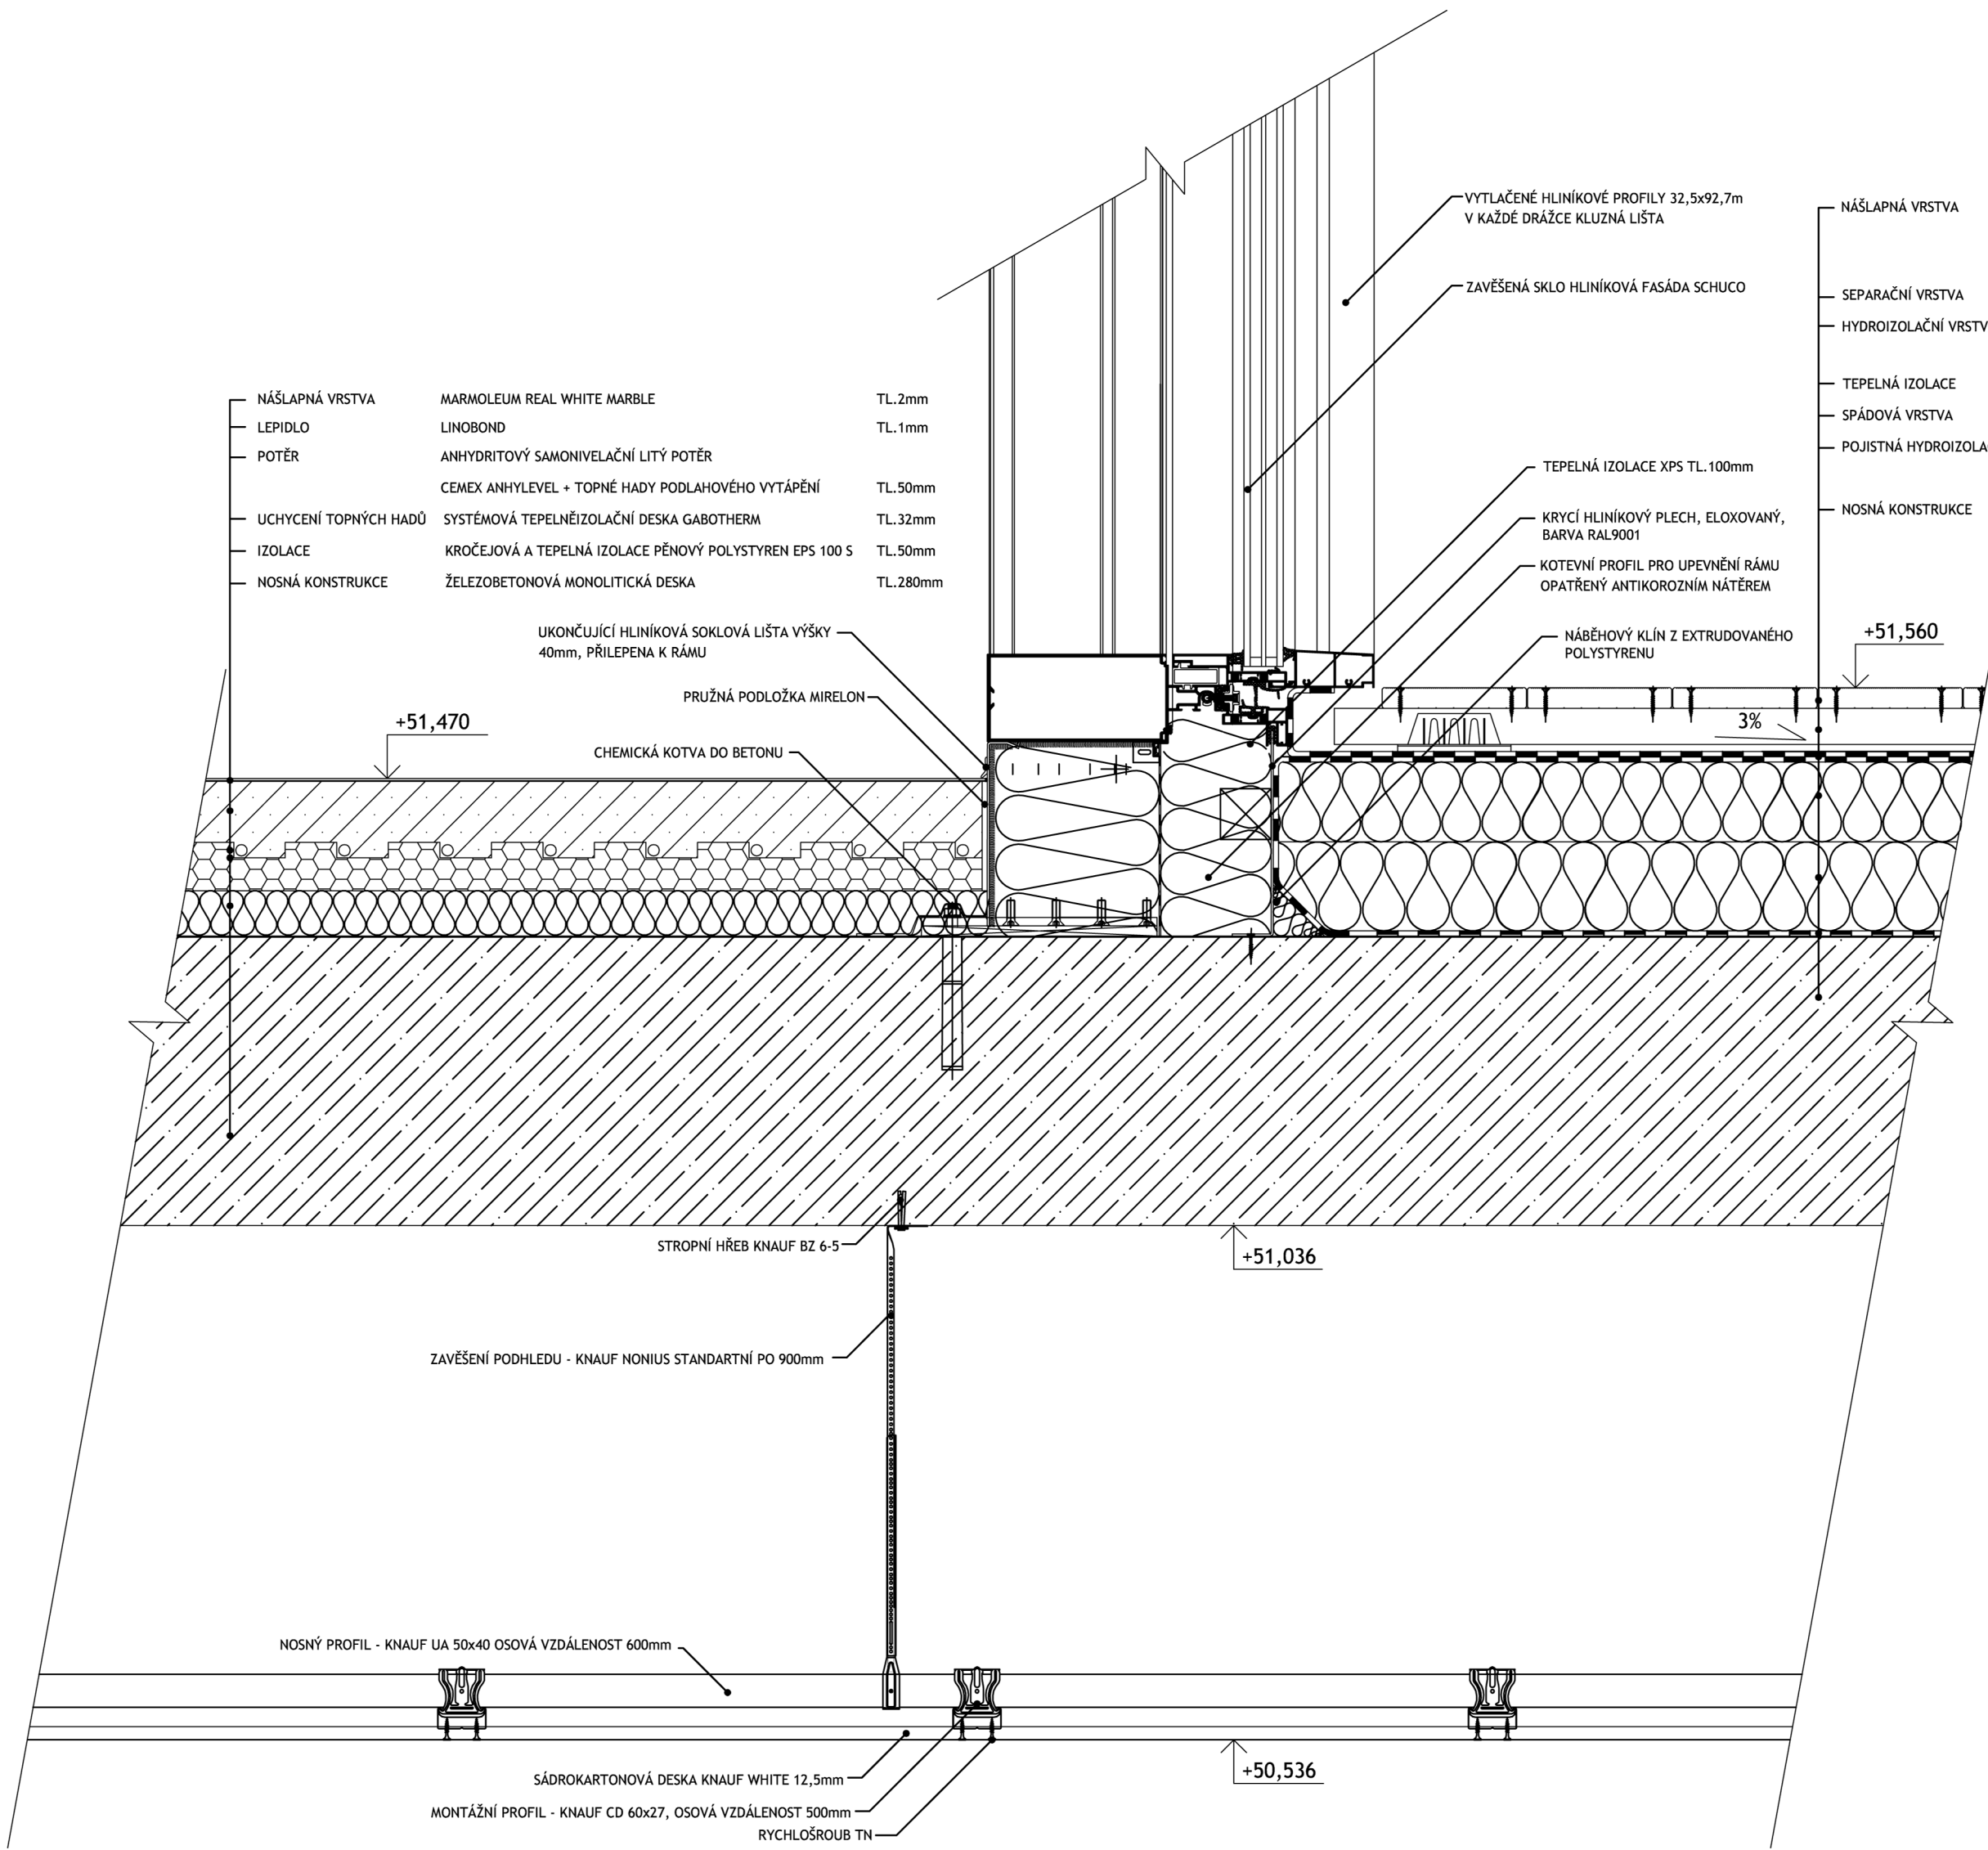 VYTLAČENÉ HLINÍKOVÉ PROFILY 32,5x92,7m
V KAŽDÉ DRÁŽCE KLUZNÁ LIŠTA
ZAVĚŠENÁ SKLO HLINÍKOVÁ FASÁDA SCHUCO
NÁŠLAPNÁ VRSTVA
SEPARAČNÍ VRSTVA
HYDROIZOLAČNÍ VRSTV
TEPELNÁ IZOLACE
SPÁDOVÁ VRSTVA
POJISTNÁ HYDROIZOLA
NOSNÁ KONSTRUKCE
NÁŠLAPNÁ VRSTVA MARMOLEUM REAL WHITE MARBLE TL.2mm
LEPIDLO LINOBOND TL.1mm
POTĚR ANHYDRITOVÝ SAMONIVELAČNÍ LITÝ POTĚR
CEMEX ANHYLEVEL + TOPNÉ HADY PODLAHOVÉHO VYTÁPĚNÍ TL.50mm
UCHYCENÍ TOPNÝCH HADŮ SYSTÉMOVÁ TEPELNĚIZOLAČNÍ DESKA GABOTHERM TL.32mm
IZOLACE KROČEJOVÁ A TEPELNÁ IZOLACE PĚNOVÝ POLYSTYREN EPS 100 S TL.50mm
NOSNÁ KONSTRUKCE ŽELEZOBETONOVÁ MONOLITICKÁ DESKA TL.280mm
TEPELNÁ IZOLACE XPS TL.100mm
KRYCÍ HLINÍKOVÝ PLECH, ELOXOVANÝ,
BARVA RAL9001
KOTEVNÍ PROFIL PRO UPEVNĚNÍ RÁMU
OPATŘENÝ ANTIKOROZNÍM NÁTĚREM
NÁBĚHOVÝ KLÍN Z EXTRUDOVANÉHO
POLYSTYRENU
+51,560
UKONČUJÍCÍ HLINÍKOVÁ SOKLOVÁ LIŠTA VÝŠKY
40mm, PŘILEPENA K RÁMU
PRUŽNÁ PODLOŽKA MIRELON
+51,470
3%
CHEMICKÁ KOTVA DO BETONU
STROPNÍ HŘEB KNAUF BZ 6-5
+51,036
ZAVĚŠENÍ PODHLEDU - KNAUF NONIUS STANDARTNÍ PO 900mm
NOSNÝ PROFIL - KNAUF UA 50x40 OSOVÁ VZDÁLENOST 600mm
+50,536
SÁDROKARTONOVÁ DESKA KNAUF WHITE 12,5mm
MONTÁŽNÍ PROFIL - KNAUF CD 60x27, OSOVÁ VZDÁLENOST 500mm
RYCHLOŠROUB TN